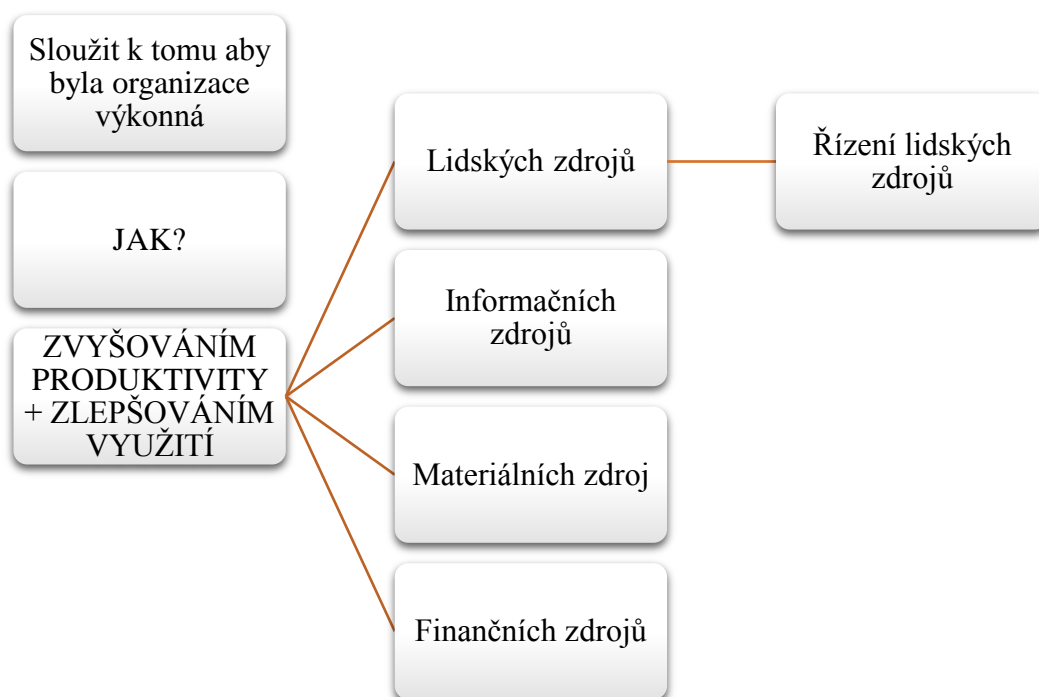 Sloužit k tomu aby
byla organizace
výkonná
JAK?
ZVYŠOVÁNÍM
PRODUKTIVITY
+ ZLEPŠOVÁNÍM
VYUŽITÍ
Lidských zdrojů
Informačních
zdrojů
Materiálních zdroj
Finančních zdrojů
Řízení lidských
zdrojů